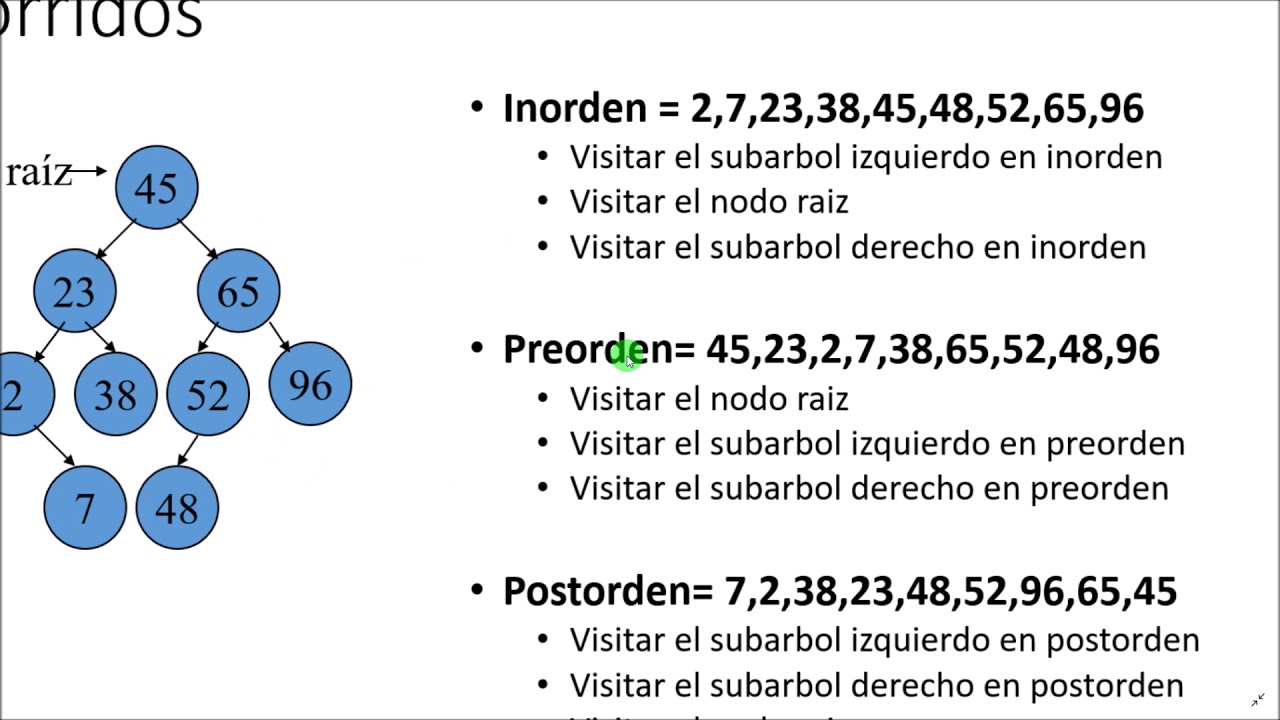 orridos
raíz
45
23
65
2
38
52
96
7
48
• Inorden = 2,7,23,38,45,48,52,65,96
• Visitar el subarbol izquierdo en inorden
• Visitar el nodo raiz
• Visitar el subarbol derecho en inorden
• Preorden= 45,23,2,7,38,65,52,48,96
• Visitar el nodo raiz
• Visitar el subarbol izquierdo en preorden
• Visitar el subarbol derecho en preorden
• Postorden= 7,2,38,23,48,52,96,65,45
• Visitar el subarbol izquierdo en postorden
• Visitar el subarbol derecho en postorden